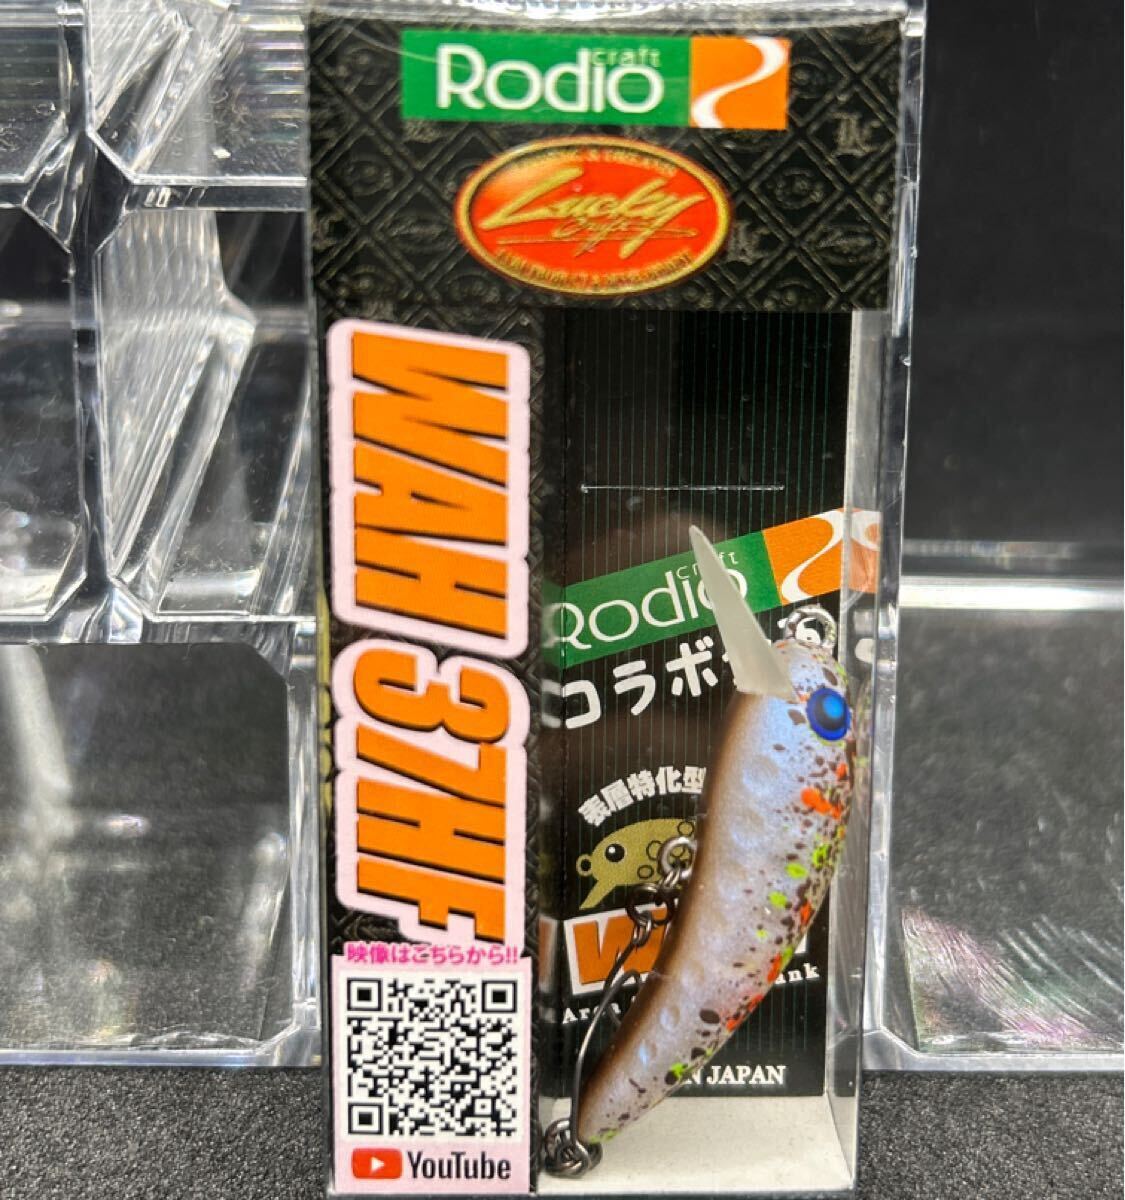 Rodio craft
Lucky
Craft
WAH 37HF
映像はこちらから!!
YouTube
Rodio craft
コラボ
表層特化型
JAPAN